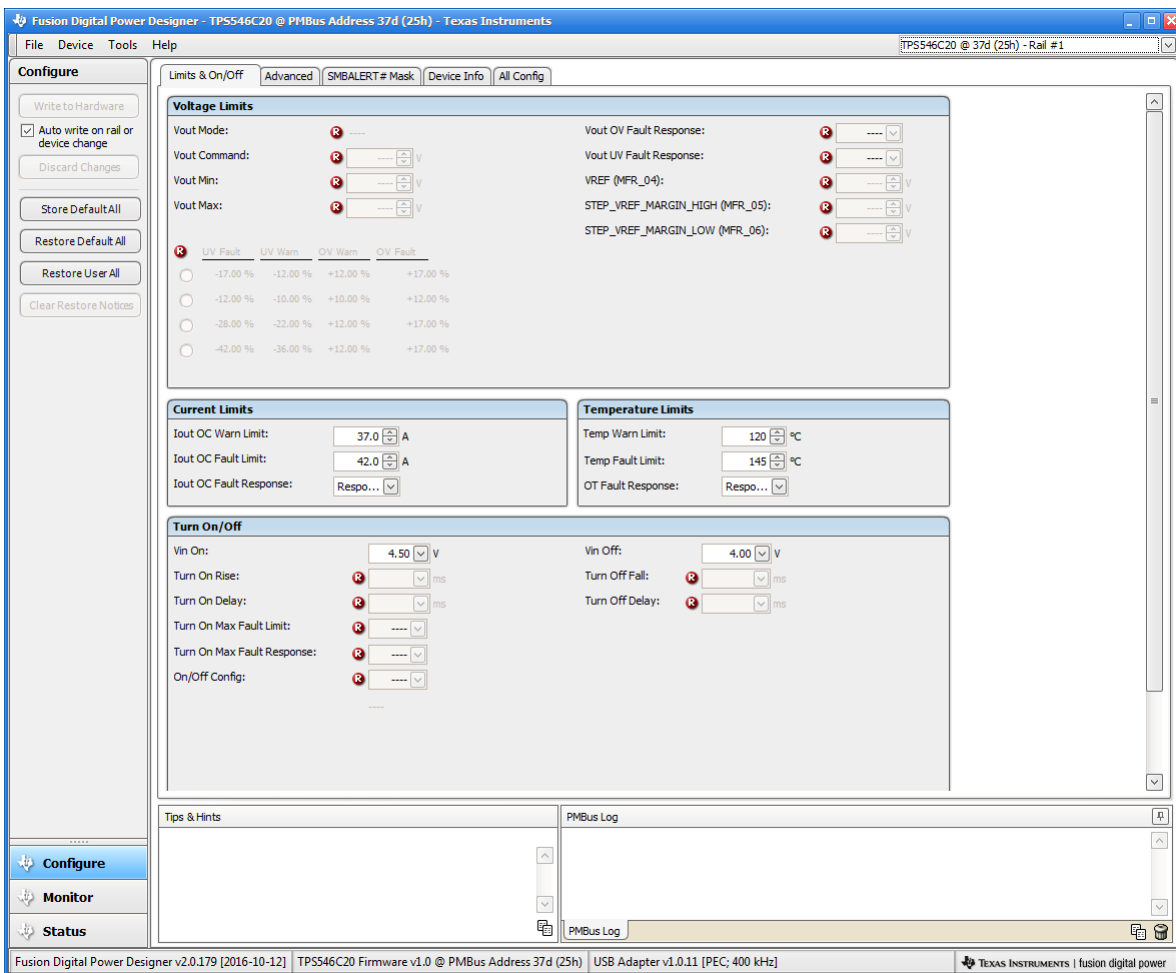 Fusion Digital Power Designer - TPS546C20 @ PMBus Address 37d (25h) - Texas Instruments
File Device Tools Help
TPS546C20 @ 37d (25h) - Rail #1
Configure
Limits & On/Off Advanced SMBALERT# Mask Device Info All Config
Write to Hardware
Auto write on rail or
device change
Discard Changes
Store Default All
Restore Default All
Restore User All
Clear Restore Notices
Voltage Limits
Vout Mode: R ----
Vout Command: R ---- V
Vout Min: R ---- V
Vout Max: R ---- V
Vout OV Fault Response: R ----
Vout UV Fault Response: R ----
VREF (MFR_04): R ---- V
STEP_VREF_MARGIN_HIGH (MFR_05): R ---- V
STEP_VREF_MARGIN_LOW (MFR_06): R ---- V
R UV Fault UV Warn OV Warn OV Fault
-17.00 % -12.00 % +12.00 % +17.00 %
-12.00 % -10.00 % +10.00 % +12.00 %
-28.00 % -22.00 % +12.00 % +17.00 %
-42.00 % -36.00 % +12.00 % +17.00 %
Current Limits
Iout OC Warn Limit: 37.0 A
Iout OC Fault Limit: 42.0 A
Iout OC Fault Response: Respo...
Temperature Limits
Temp Warn Limit: 120 ºC
Temp Fault Limit: 145 ºC
OT Fault Response: Respo...
Turn On/Off
Vin On: 4.50 V
Turn On Rise: R ms
Turn On Delay: R ms
Turn On Max Fault Limit: R ----
Turn On Max Fault Response: R ----
On/Off Config: R ----
----
Vin Off: 4.00 V
Turn Off Fall: R ms
Turn Off Delay: R ms
Tips & Hints
PMBus Log
PMBus Log
Configure
Monitor
Status
Fusion Digital Power Designer v2.0.179 [2016-10-12] TPS546C20 Firmware v1.0 @ PMBus Address 37d (25h) USB Adapter v1.0.11 [PEC; 400 kHz] TEXAS INSTRUMENTS | fusion digital power